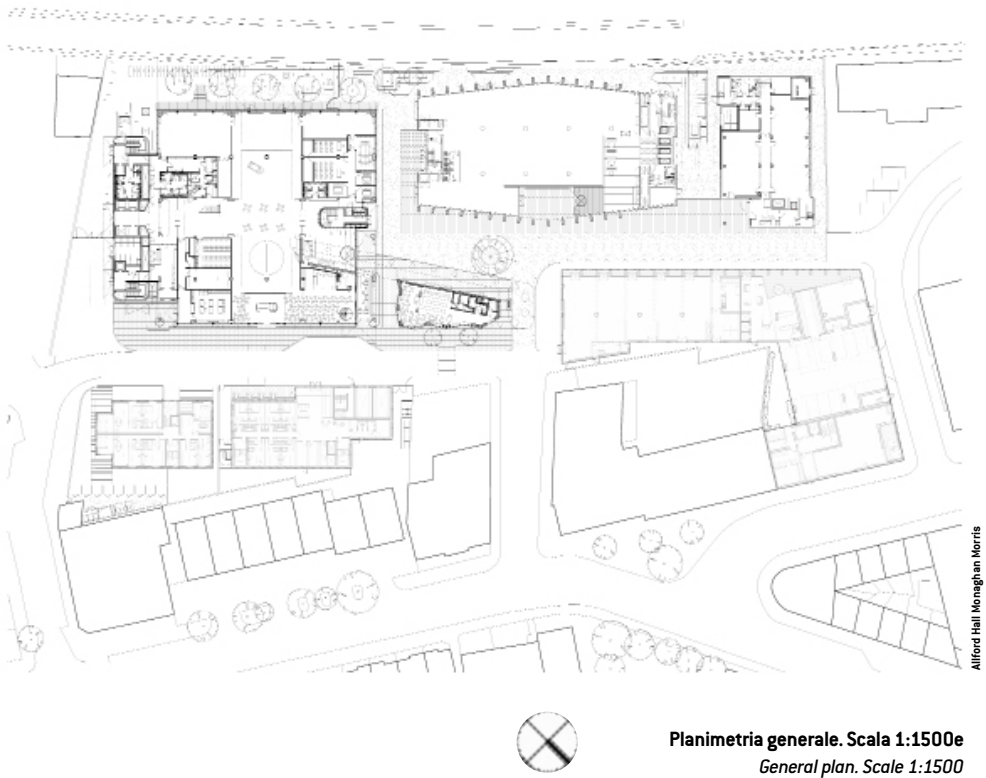 Allford Hall Monaghan Morris
Planimetria generale. Scala 1:1500e
General plan. Scale 1:1500